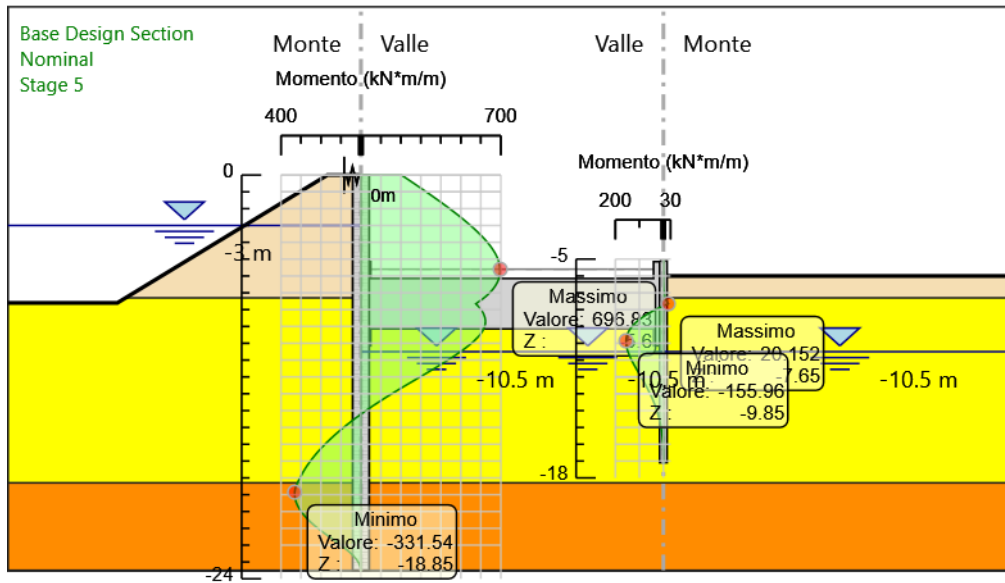 Base Design Section
Nominal
Stage 5
Monte Valle
Valle Monte
Momento (kN*m/m)
400 700
Momento (kN*m/m)
200 30
0
0m
-3 m
-5
Massimo
Valore: 696.83
Z : -5.6
Massimo
Valore: 20.152
-7.65
Minimo
Valore: -155.96
Z : -9.85
-10.5 m
-10.5 m
-10.5 m
-18
Minimo
Valore: -331.54
Z : -18.85
-24